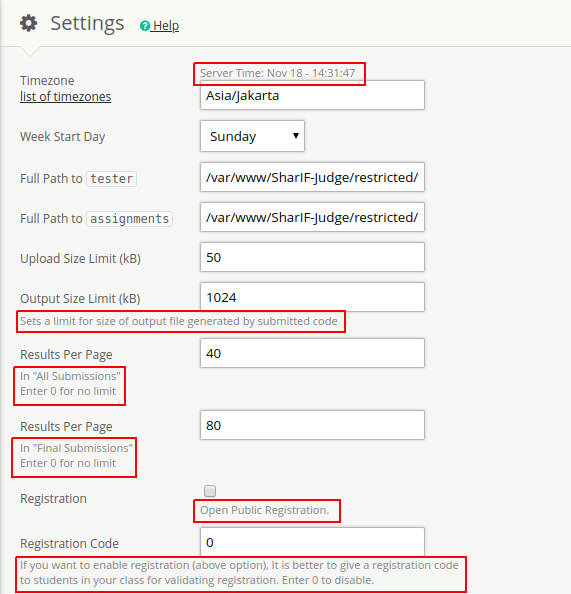 Settings Help
Server Time: Nov 18 - 14:31:47
Timezone
list of timezones
Asia/Jakarta
Week Start Day Sunday
Full Path to tester /var/www/SharIF-Judge/restricted/
Full Path to assignments /var/www/SharIF-Judge/restricted/
Upload Size Limit (kB) 50
Output Size Limit (kB) 1024
Sets a limit for size of output file generated by submitted code
Results Per Page 40
In "All Submissions"
Enter 0 for no limit
Results Per Page 80
In "Final Submissions"
Enter 0 for no limit
Registration
Open Public Registration.
Registration Code 0
If you want to enable registration (above option), It is better to give a registration code
to students in your class for validating registration. Enter 0 to disable.